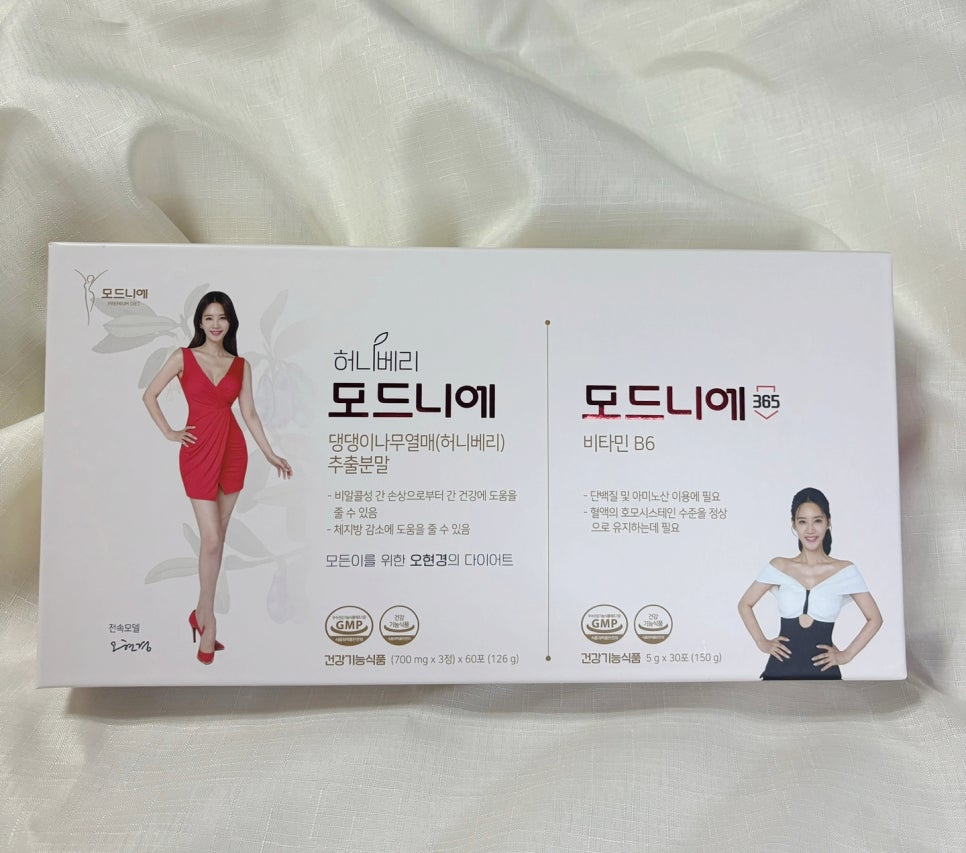 모드니에
PREMIUM DIET
허니베리
모드니에
댕댕이나무열매(허니베리)
추출분말
- 비알콜성 간 손상으로부터 간 건강에 도움을
줄 수 있음
- 체지방 감소에 도움을 줄 수 있음
모든이를 위한 오현경의 다이어트
GMP
건강
기능식품
건강기능식품 (700 mg x 3정) x 60포 (126 g)
전속모델
오현경
모드니에 365
비타민 B6
- 단백질 및 아미노산 이용에 필요
- 혈액의 호모시스테인 수준을 정상
으로 유지하는데 필요
GMP
건강
기능식품
건강기능식품 5 g x 30포 (150 g)